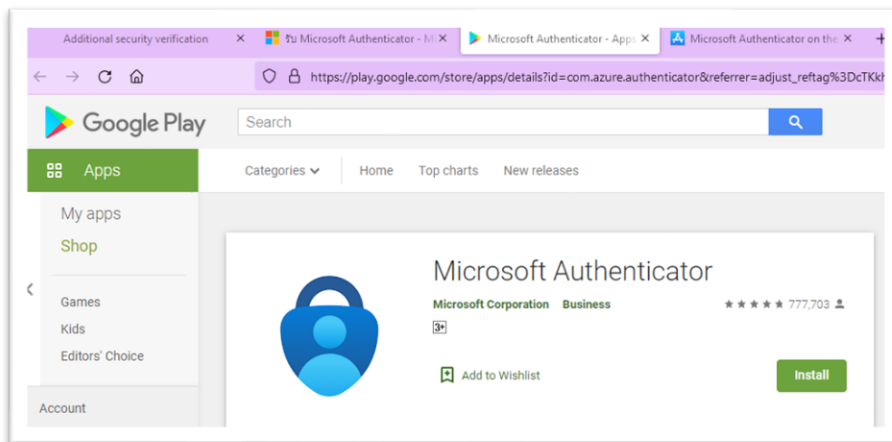 Additional security verification
รับ Microsoft Authenticator - Mi
Microsoft Authenticator - Apps
Microsoft Authenticator on the
https://play.google.com/store/apps/details?id=com.azure.authenticator&referrer=adjust_reftag%3DcTKkh
Google Play
Search
Apps
Categories
Home
Top charts
New releases
My apps
Shop
Games
Kids
Editors' Choice
Account
Microsoft Authenticator
Microsoft Corporation Business
777,703
3+
Add to Wishlist
Install